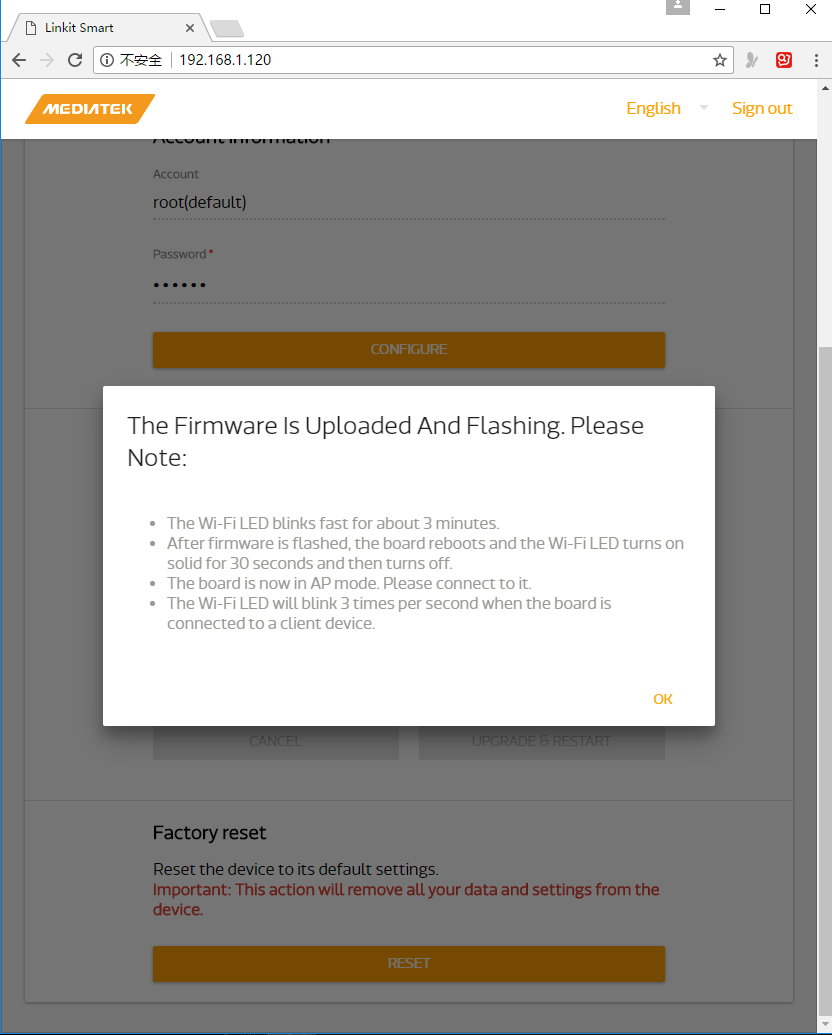 Linkit Smart
不安全 192.168.1.120
MEDIATEK
English
Sign out
Account Information
Account
root(default)
Password *
CONFIGURE
The Firmware Is Uploaded And Flashing. Please
Note:
The Wi-Fi LED blinks fast for about 3 minutes.
After firmware is flashed, the board reboots and the Wi-Fi LED turns on
solid for 30 seconds and then turns off.
The board is now in AP mode. Please connect to it.
The Wi-Fi LED will blink 3 times per second when the board is
connected to a client device.
OK
CANCEL
UPGRADE & RESTART
Factory reset
Reset the device to its default settings.
Important: This action will remove all your data and settings from the
device.
RESET